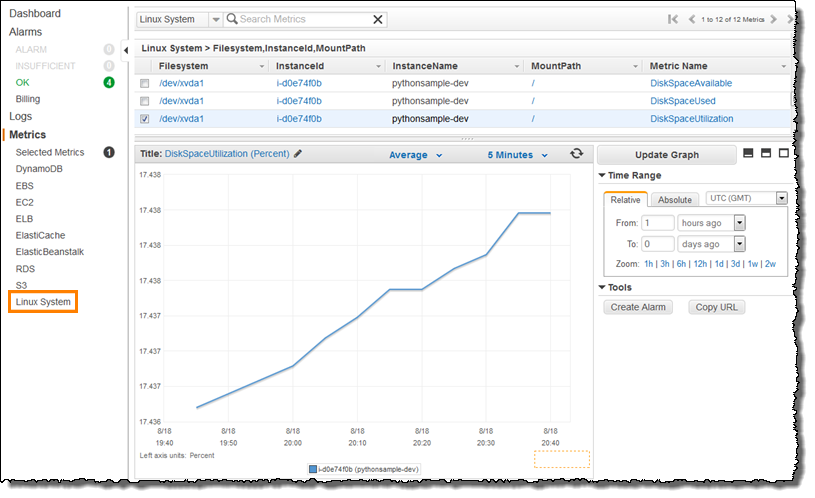 Dashboard
Alarms
ALARM 0
INSUFFICIENT 0
OK 4
Billing
Logs
Metrics
Selected Metrics 1
DynamoDB
EBS
EC2
ELB
ElastiCache
ElasticBeanstalk
RDS
S3
Linux System
Linux System Search Metrics 1 to 12 of 12 Metrics
Linux System > Filesystem,InstanceId,MountPath
Filesystem InstanceId InstanceName MountPath Metric Name
/dev/xvda1 i-d0e74f0b pythonsample-dev / DiskSpaceAvailable
/dev/xvda1 i-d0e74f0b pythonsample-dev / DiskSpaceUsed
/dev/xvda1 i-d0e74f0b pythonsample-dev / DiskSpaceUtilization
Title: DiskSpaceUtilization (Percent) Average 5 Minutes
17.438
17.438
17.438
17.438
17.437
17.437
17.437
17.436
8/18 8/18 8/18 8/18 8/18 8/18 8/18
19:40 19:50 20:00 20:10 20:20 20:30 20:40
Left axis units: Percent
i-d0e74f0b (pythonsample-dev)
Update Graph
Time Range
Relative Absolute UTC (GMT)
From: 1 hours ago
To: 0 days ago
Zoom: 1h | 3h | 6h | 12h | 1d | 3d | 1w | 2w
Tools
Create Alarm Copy URL